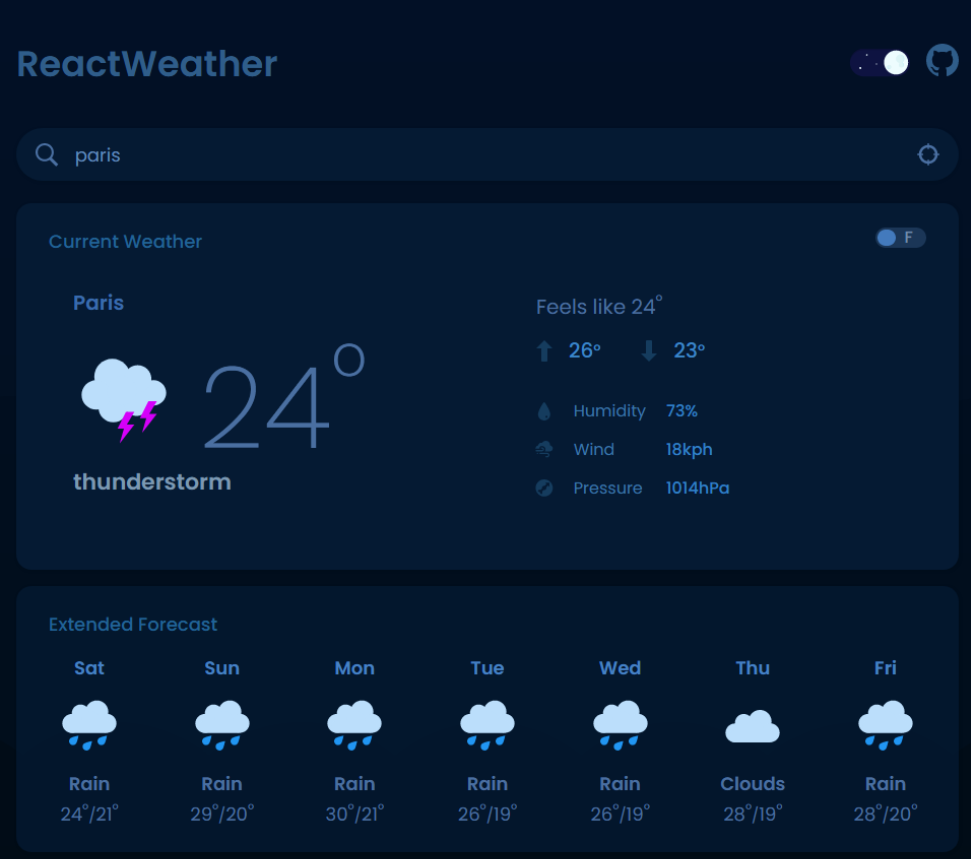 ReactWeather
paris
Current Weather
F
Paris
24°
thunderstorm
Feels like 24°
26° 23°
Humidity 73%
Wind 18kph
Pressure 1014hPa
Extended Forecast
Sat Sun Mon Tue Wed Thu Fri
Rain Rain Rain Rain Rain Clouds Rain
24°/21° 29°/20° 30°/21° 26°/19° 26°/19° 28°/19° 28°/20°